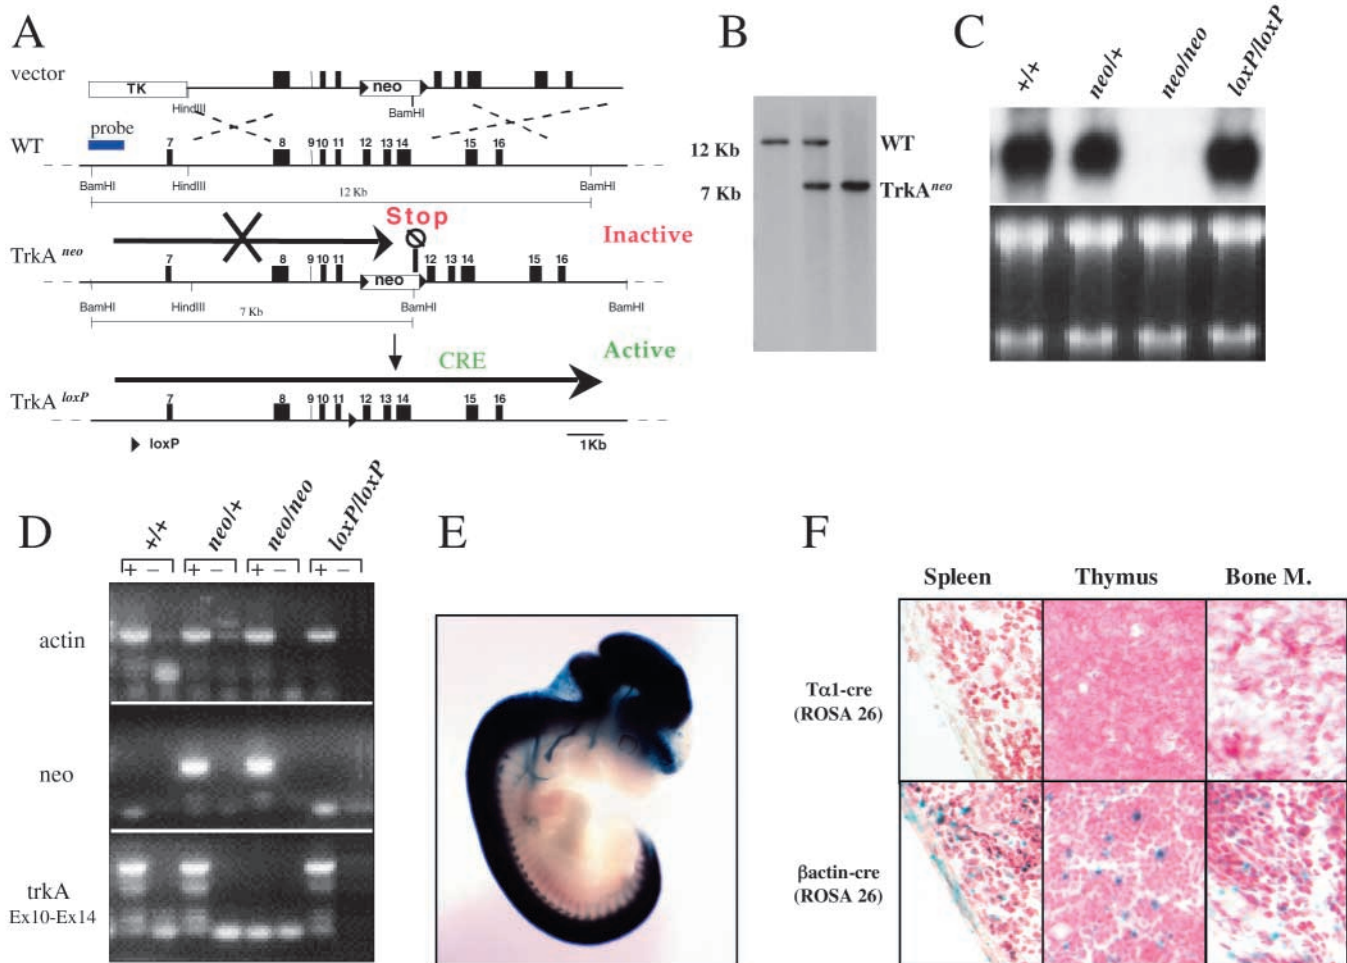 A
vector
TK
neo
HindIII
BamHI
probe
WT
7 8 9 10 11 12 13 14 15 16
BamHI HindIII 12 Kb BamHI
Stop
Inactive
TrkA neo
7 8 9 10 11 neo 12 13 14 15 16
BamHI HindIII 7 Kb BamHI BamHI
CRE
Active
TrkA loxP
7 8 9 10 11 12 13 14 15 16
loxP
1Kb
B
12 Kb WT
7 Kb TrkAneo
C
+/+ neo/+ neo/neo loxP/loxP
D
+/+ neo/+ neo/neo loxP/loxP
+ − + − + − + −
actin
neo
trkA
Ex10-Ex14
E
F
Spleen Thymus Bone M.
Tα1-cre
(ROSA 26)
βactin-cre
(ROSA 26)